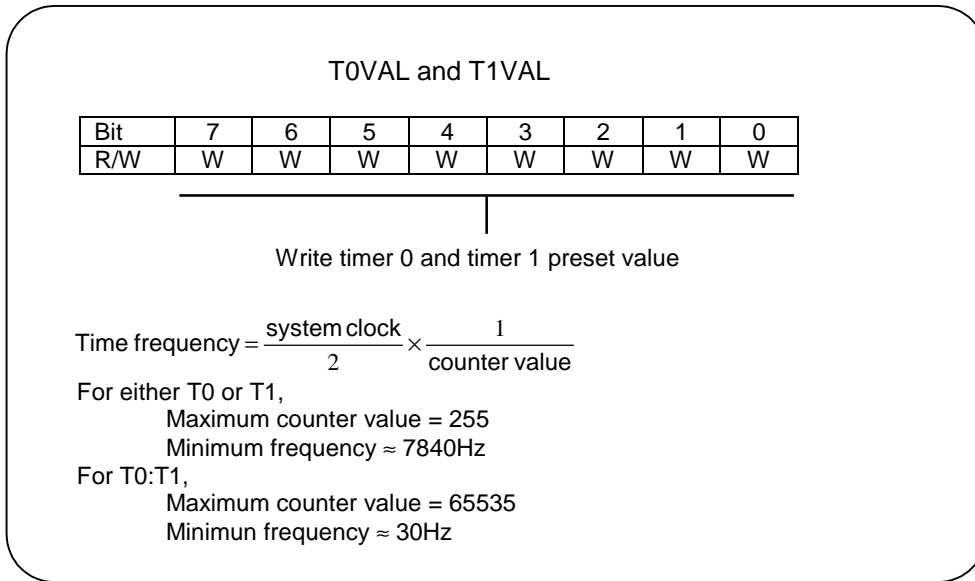 T0VAL and T1VAL
Bit 7 6 5 4 3 2 1 0
R/W W W W W W W W W
Write timer 0 and timer 1 preset value
Time frequency = system clock / 2 × 1 / counter value
For either T0 or T1,
Maximum counter value = 255
Minimum frequency ≈ 7840Hz
For T0:T1,
Maximum counter value = 65535
Minimun frequency ≈ 30Hz